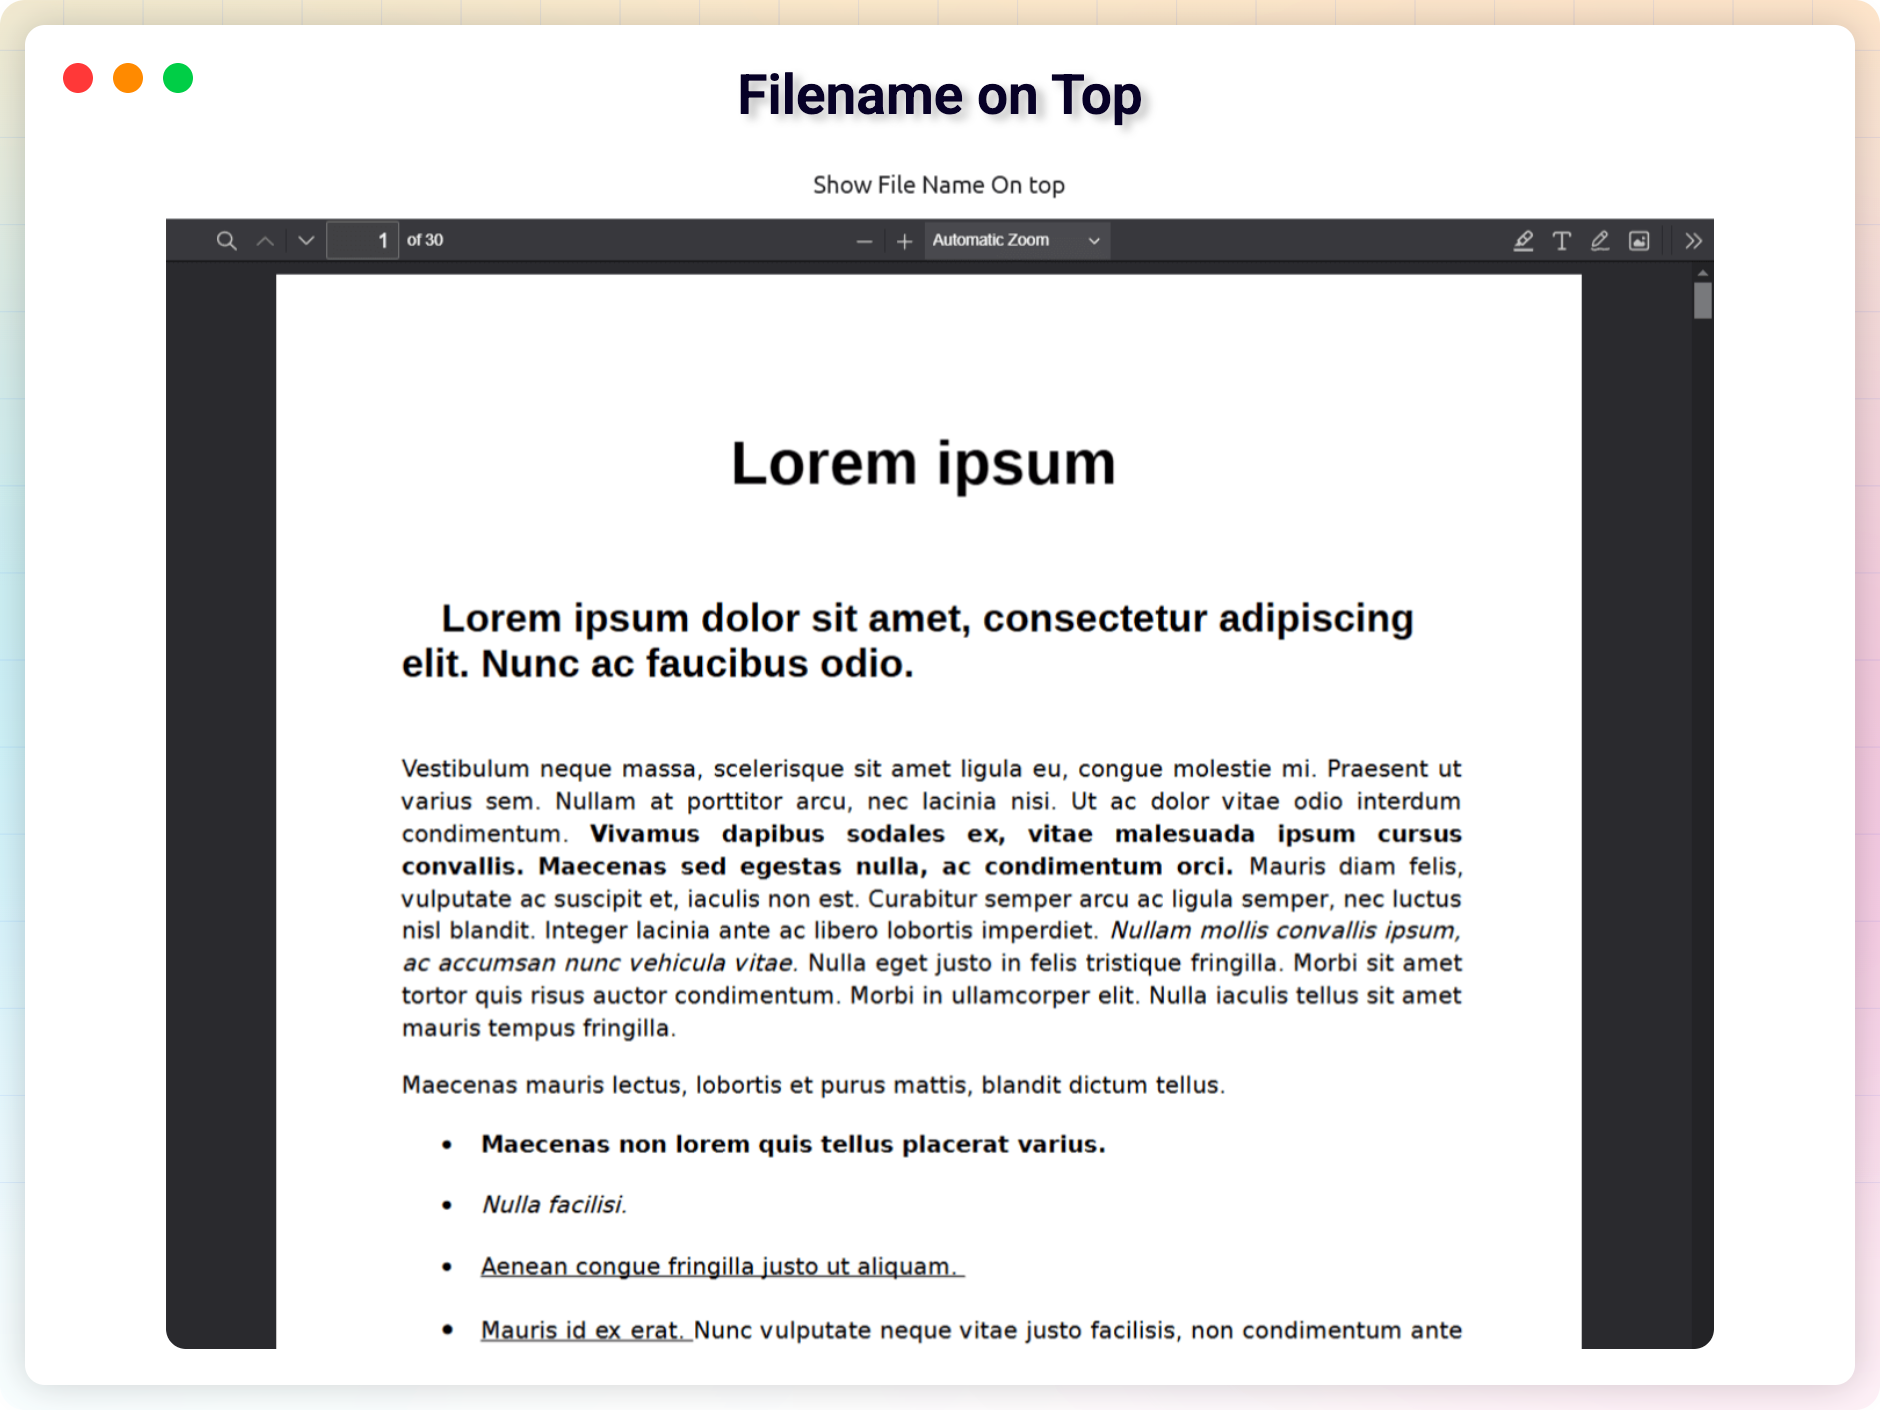 Filename on Top
Show File Name On top
1 of 30
Automatic Zoom
Lorem ipsum
Lorem ipsum dolor sit amet, consectetur adipiscing
elit. Nunc ac faucibus odio.
Vestibulum neque massa, scelerisque sit amet ligula eu, congue molestie mi. Praesent ut
varius sem. Nullam at porttitor arcu, nec lacinia nisi. Ut ac dolor vitae odio interdum
condimentum. Vivamus dapibus sodales ex, vitae malesuada ipsum cursus
convallis. Maecenas sed egestas nulla, ac condimentum orci. Mauris diam felis,
vulputate ac suscipit et, iaculis non est. Curabitur semper arcu ac ligula semper, nec luctus
nisl blandit. Integer lacinia ante ac libero lobortis imperdiet. Nullam mollis convallis ipsum,
ac accumsan nunc vehicula vitae. Nulla eget justo in felis tristique fringilla. Morbi sit amet
tortor quis risus auctor condimentum. Morbi in ullamcorper elit. Nulla iaculis tellus sit amet
mauris tempus fringilla.
Maecenas mauris lectus, lobortis et purus mattis, blandit dictum tellus.
• Maecenas non lorem quis tellus placerat varius.
• Nulla facilisi.
• Aenean congue fringilla justo ut aliquam.
• Mauris id ex erat. Nunc vulputate neque vitae justo facilisis, non condimentum ante